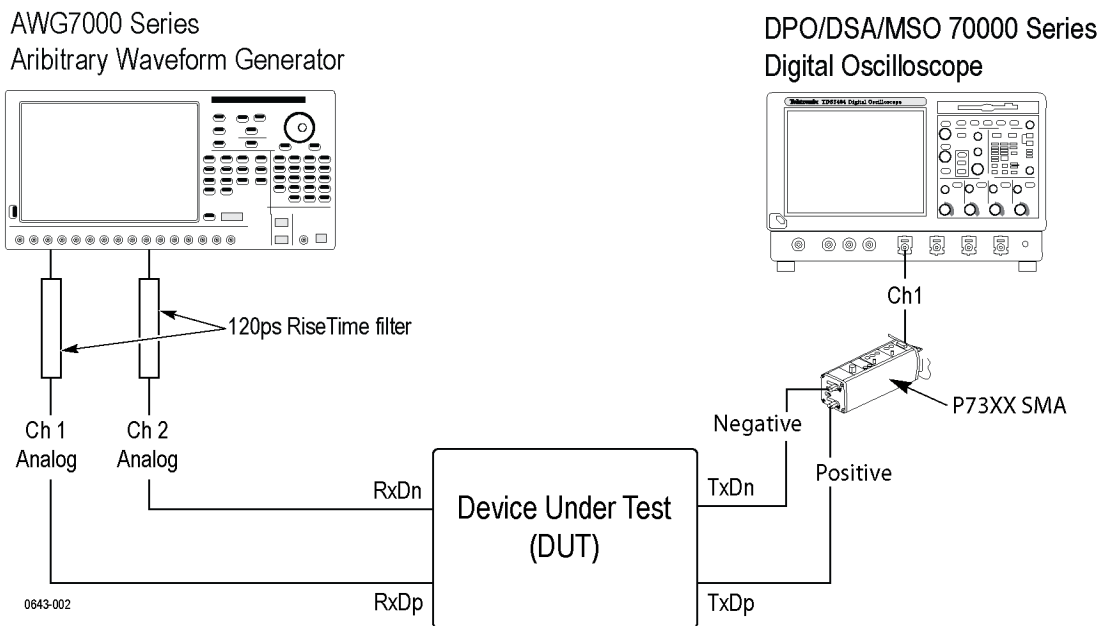 AWG7000 Series
Aribitrary Waveform Generator
DPO/DSA/MSO 70000 Series
Digital Oscilloscope
120ps RiseTime filter
Ch1
P73XX SMA
Ch 1
Analog
Ch 2
Analog
Negative
Positive
RxDn
Device Under Test
(DUT)
TxDn
RxDp
TxDp
0643-002